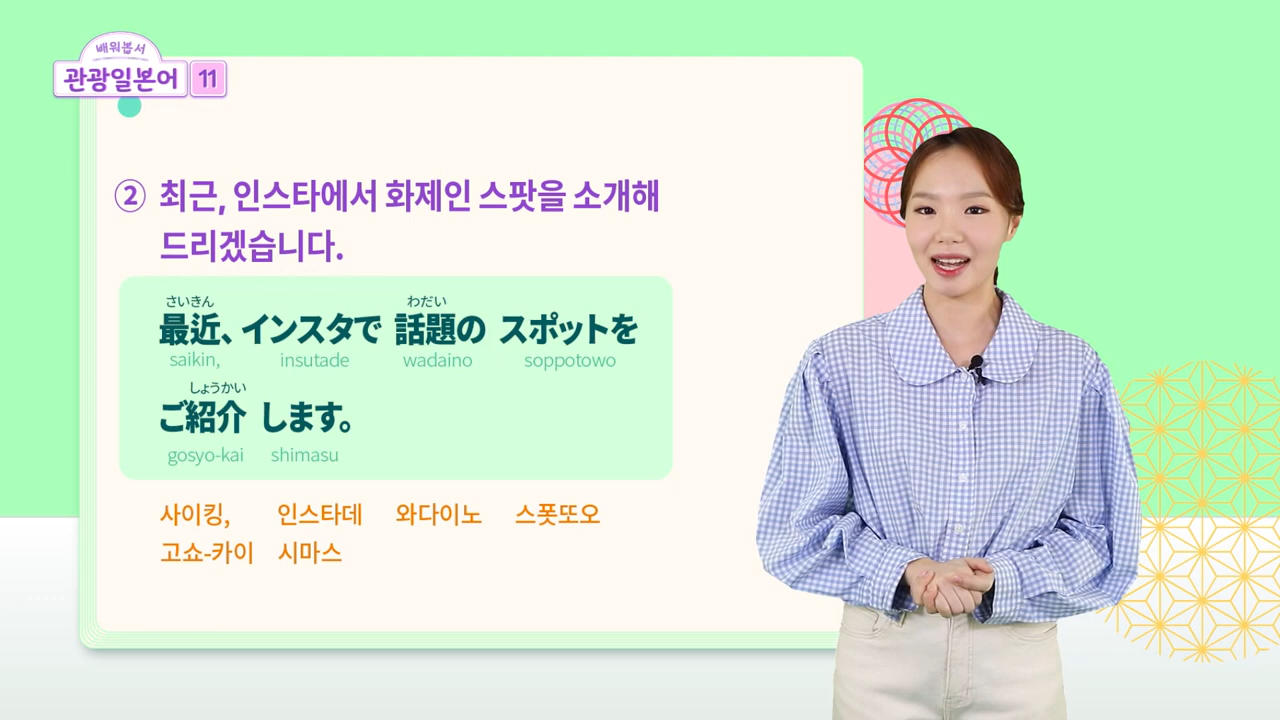 배워봅서
관광일본어 11
② 최근, 인스타에서 화제인 스팟을 소개해
드리겠습니다.
さいきん わだい
最近、インスタで 話題の スポットを
saikin, insutade wadaino soppotowo
しょうかい
ご紹介 します。
gosyo-kai shimasu
사이킹, 인스타데 와다이노 스폿또오
고쇼-카이 시마스